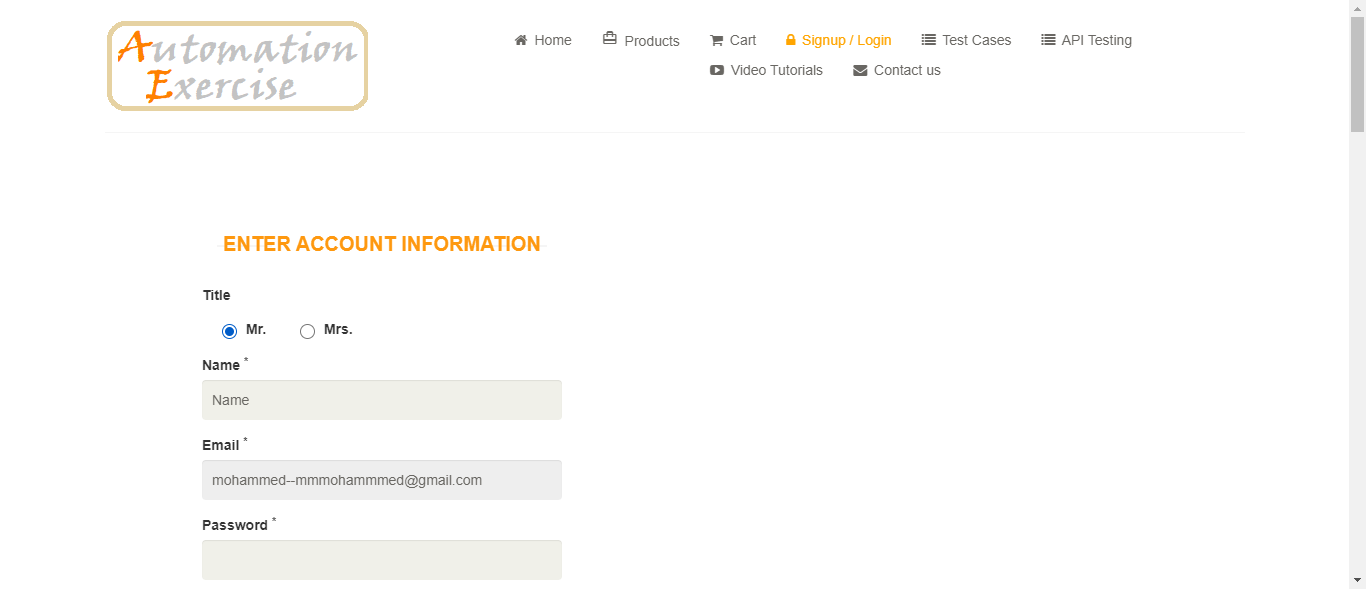 Automation
Exercise
Home Products Cart Signup / Login Test Cases API Testing
Video Tutorials Contact us
ENTER ACCOUNT INFORMATION
Title
Mr. Mrs.
Name *
Name
Email *
mohammed--mmmohammmed@gmail.com
Password *